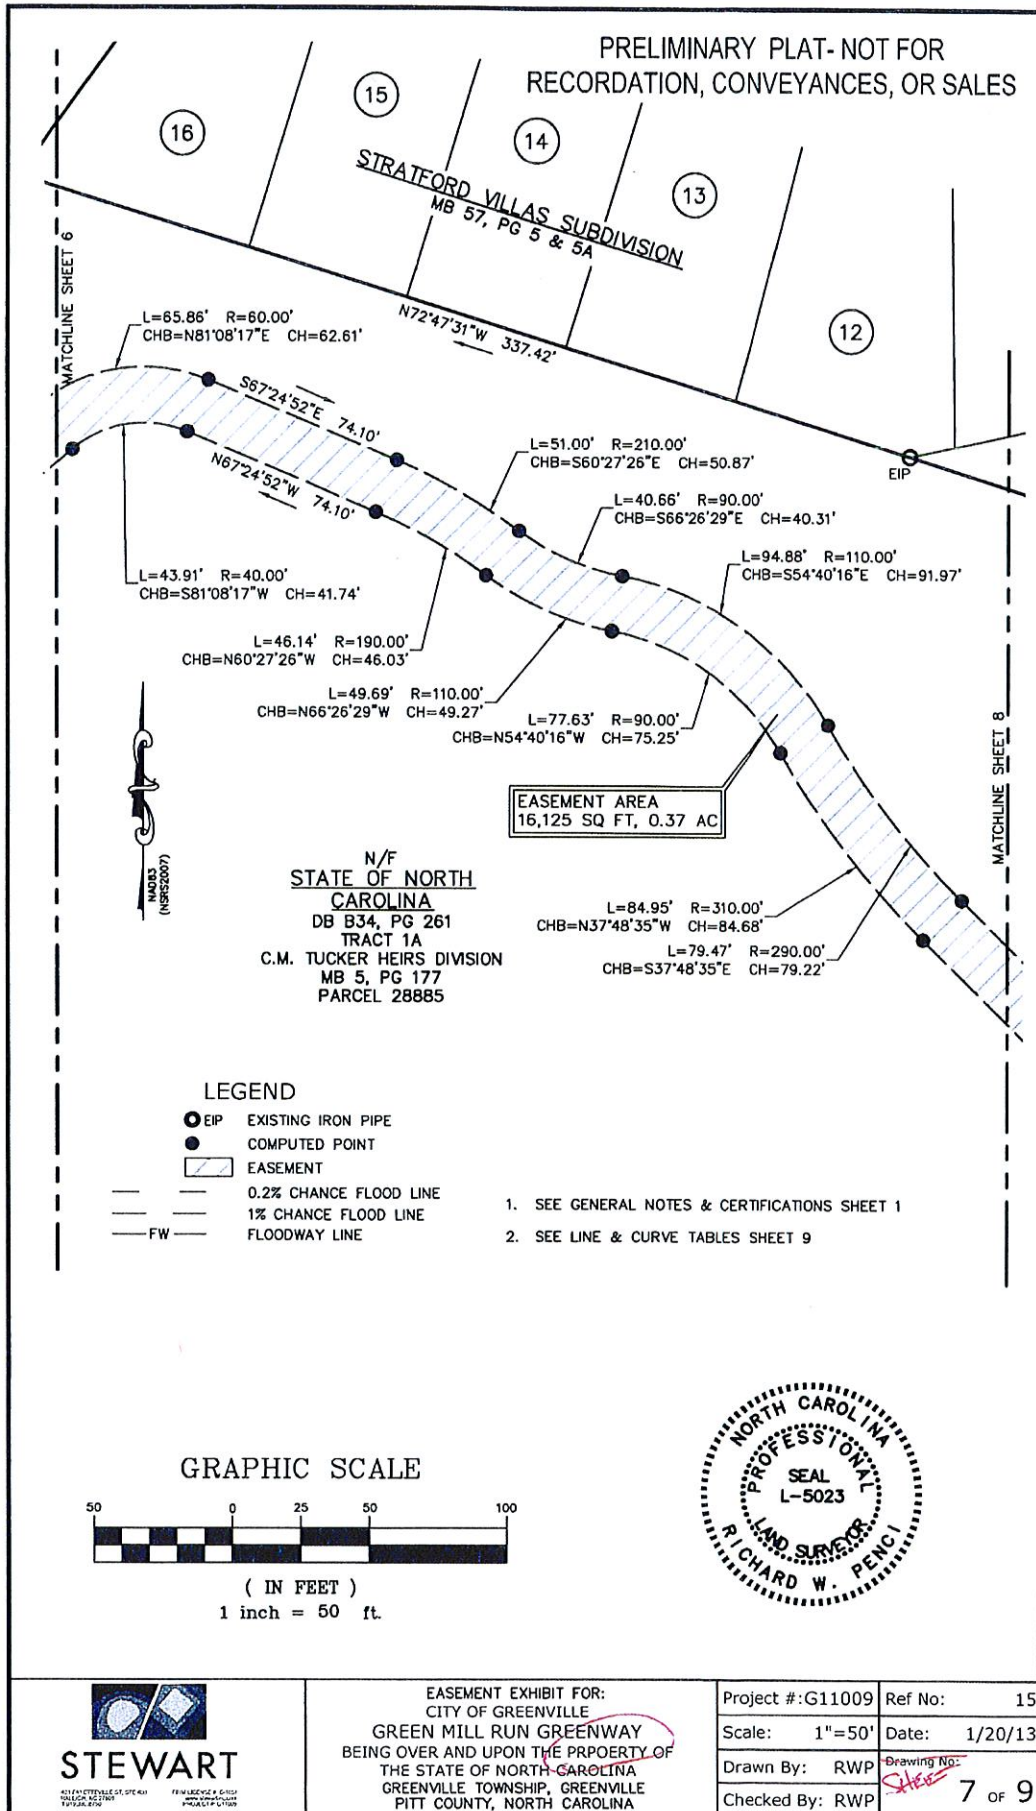 PRELIMINARY PLAT- NOT FOR
RECORDATION, CONVEYANCES, OR SALES
16
15
14
13
12
STRATFORD VILLAS SUBDIVISION
MB 57, PG 5 & 5A
MATCHLINE SHEET 6
N72°47'31"W 337.42'
L=65.86' R=60.00'
CHB=N81°08'17"E CH=62.61'
S67°24'52"E 74.10'
N67°24'52"W 74.10'
EIP
L=51.00' R=210.00'
CHB=S60°27'26"E CH=50.87'
L=40.66' R=90.00'
CHB=S66°26'29"E CH=40.31'
L=94.88' R=110.00'
CHB=S54°40'16"E CH=91.97'
L=43.91' R=40.00'
CHB=S81°08'17"W CH=41.74'
L=46.14' R=190.00'
CHB=N60°27'26"W CH=46.03'
L=49.69' R=110.00'
CHB=N66°26'29"W CH=49.27'
L=77.63' R=90.00'
CHB=N54°40'16"W CH=75.25'
MATCHLINE SHEET 8
EASEMENT AREA
16,125 SQ FT, 0.37 AC
NAD83
(NSRS2007)
N/F
STATE OF NORTH
CAROLINA
DB B34, PG 261
TRACT 1A
C.M. TUCKER HEIRS DIVISION
MB 5, PG 177
PARCEL 28885
L=84.95' R=310.00'
CHB=N37°48'35"W CH=84.68'
L=79.47' R=290.00'
CHB=S37°48'35"E CH=79.22'
LEGEND
EIP EXISTING IRON PIPE
COMPUTED POINT
EASEMENT
0.2% CHANCE FLOOD LINE
1% CHANCE FLOOD LINE
FW FLOODWAY LINE
1. SEE GENERAL NOTES & CERTIFICATIONS SHEET 1
2. SEE LINE & CURVE TABLES SHEET 9
GRAPHIC SCALE
50 0 25 50 100
( IN FEET )
1 inch = 50 ft.
NORTH CAROLINA
PROFESSIONAL
SEAL
L-5023
LAND SURVEYOR
RICHARD W. PENCI
STEWART
EASEMENT EXHIBIT FOR:
CITY OF GREENVILLE
GREEN MILL RUN GREENWAY
BEING OVER AND UPON THE PRPOERTY OF
THE STATE OF NORTH CAROLINA
GREENVILLE TOWNSHIP, GREENVILLE
PITT COUNTY, NORTH CAROLINA
Project #:G11009 Ref No: 15
Scale: 1"=50' Date: 1/20/13
Drawn By: RWP Drawing No:
Checked By: RWP 7 OF 9